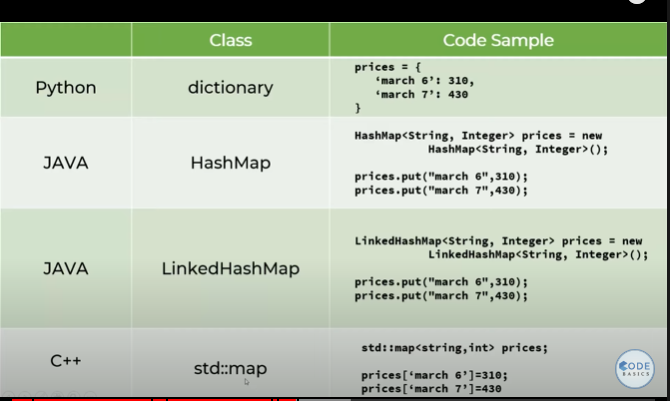 Class Code Sample
Python dictionary
prices = {
‘march 6’: 310,
‘march 7’: 430
}
JAVA HashMap
HashMap<String, Integer> prices = new
HashMap<String, Integer>();
prices.put("march 6",310);
prices.put("march 7",430);
JAVA LinkedHashMap
LinkedHashMap<String, Integer> prices = new
LinkedHashMap<String, Integer>();
prices.put("march 6",310);
prices.put("march 7",430);
C++ std::map
std::map<string,int> prices;
prices[‘march 6’]=310;
prices[‘march 7’]=430
CODE
BASICS